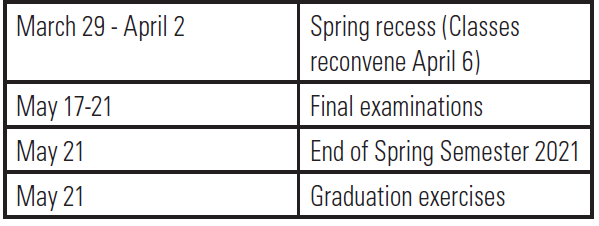 March 29 - April 2 Spring recess (Classes
reconvene April 6)
May 17-21 Final examinations
May 21 End of Spring Semester 2021
May 21 Graduation exercises